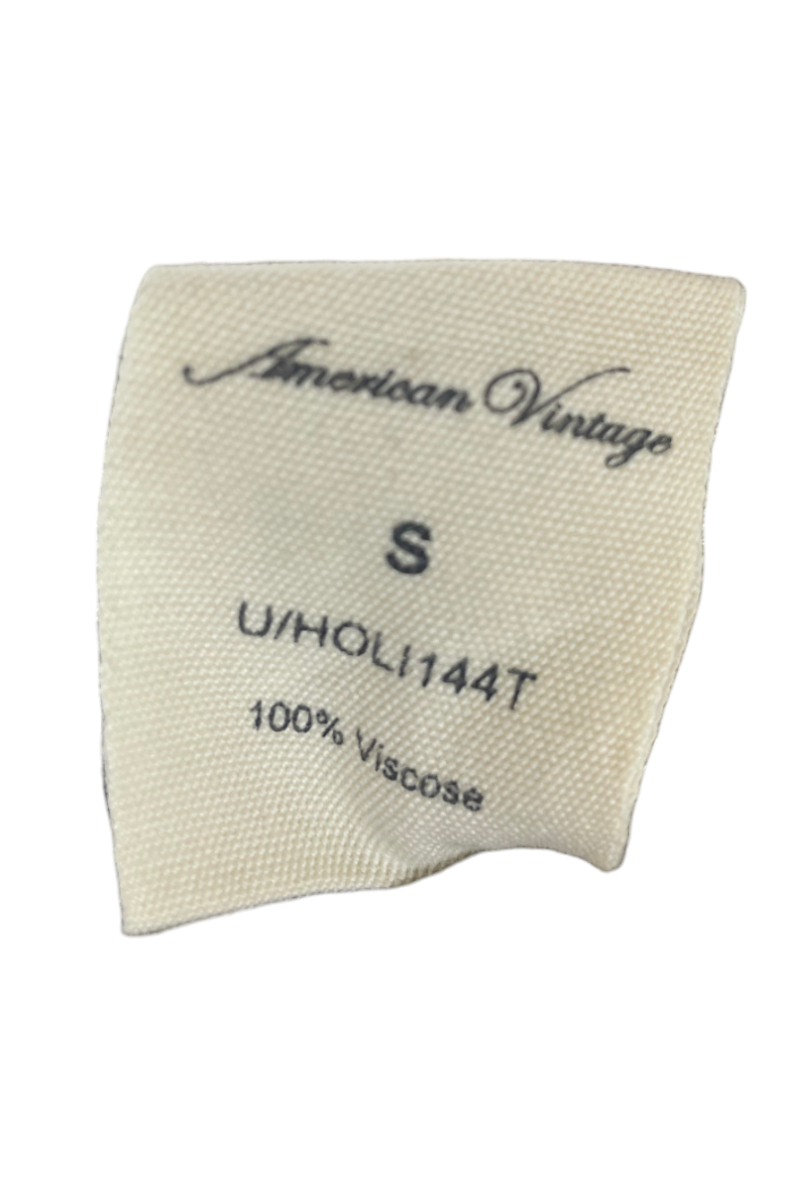 American Vintage
S
U/HOLI144T
100% Viscose